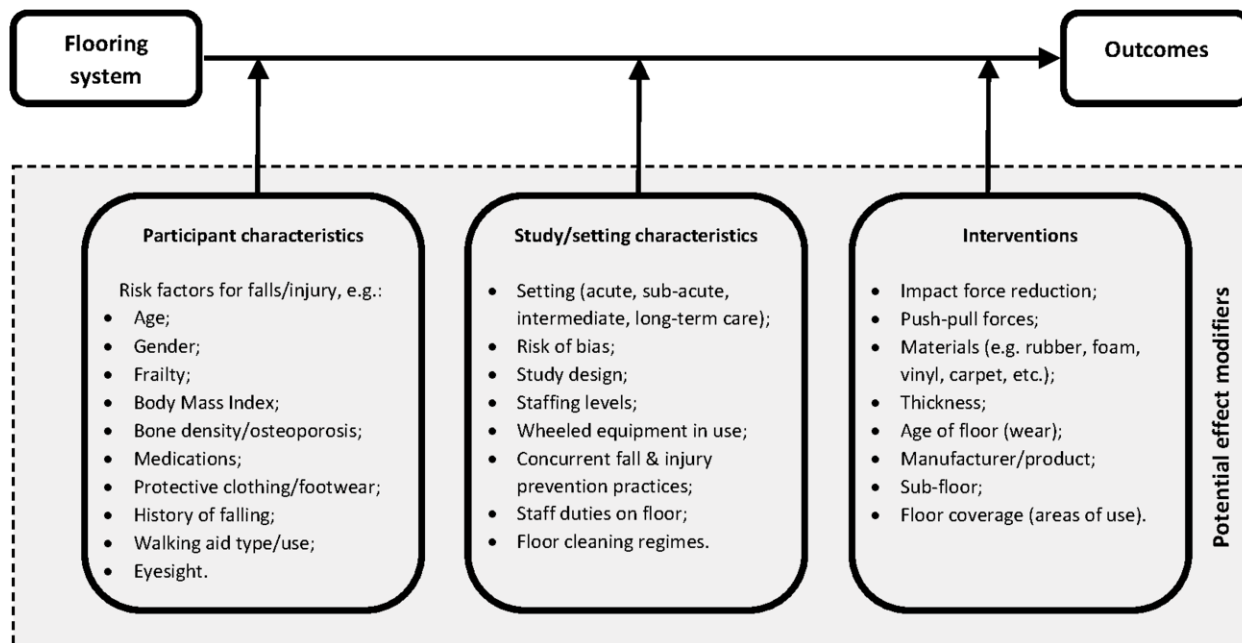 Flooring
system
Outcomes
Participant characteristics
Risk factors for falls/injury, e.g.:
• Age;
• Gender;
• Frailty;
• Body Mass Index;
• Bone density/osteoporosis;
• Medications;
• Protective clothing/footwear;
• History of falling;
• Walking aid type/use;
• Eyesight.
Study/setting characteristics
• Setting (acute, sub-acute,
intermediate, long-term care);
• Risk of bias;
• Study design;
• Staffing levels;
• Wheeled equipment in use;
• Concurrent fall & injury
prevention practices;
• Staff duties on floor;
• Floor cleaning regimes.
Interventions
• Impact force reduction;
• Push-pull forces;
• Materials (e.g. rubber, foam,
vinyl, carpet, etc.);
• Thickness;
• Age of floor (wear);
• Manufacturer/product;
• Sub-floor;
• Floor coverage (areas of use).
Potential effect modifiers